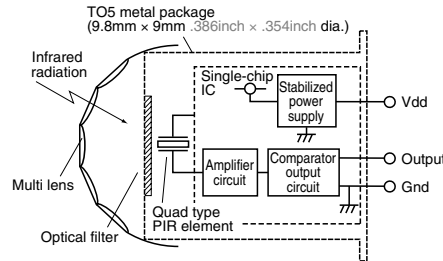 TO5 metal package
(9.8mm × 9mm .386inch × .354inch dia.)
Infrared
radiation
Single-chip
IC
Stabilized
power
supply
Vdd
Amplifier
circuit
Comparator
output
circuit
Output
Gnd
Multi lens
Quad type
PIR element
Optical filter